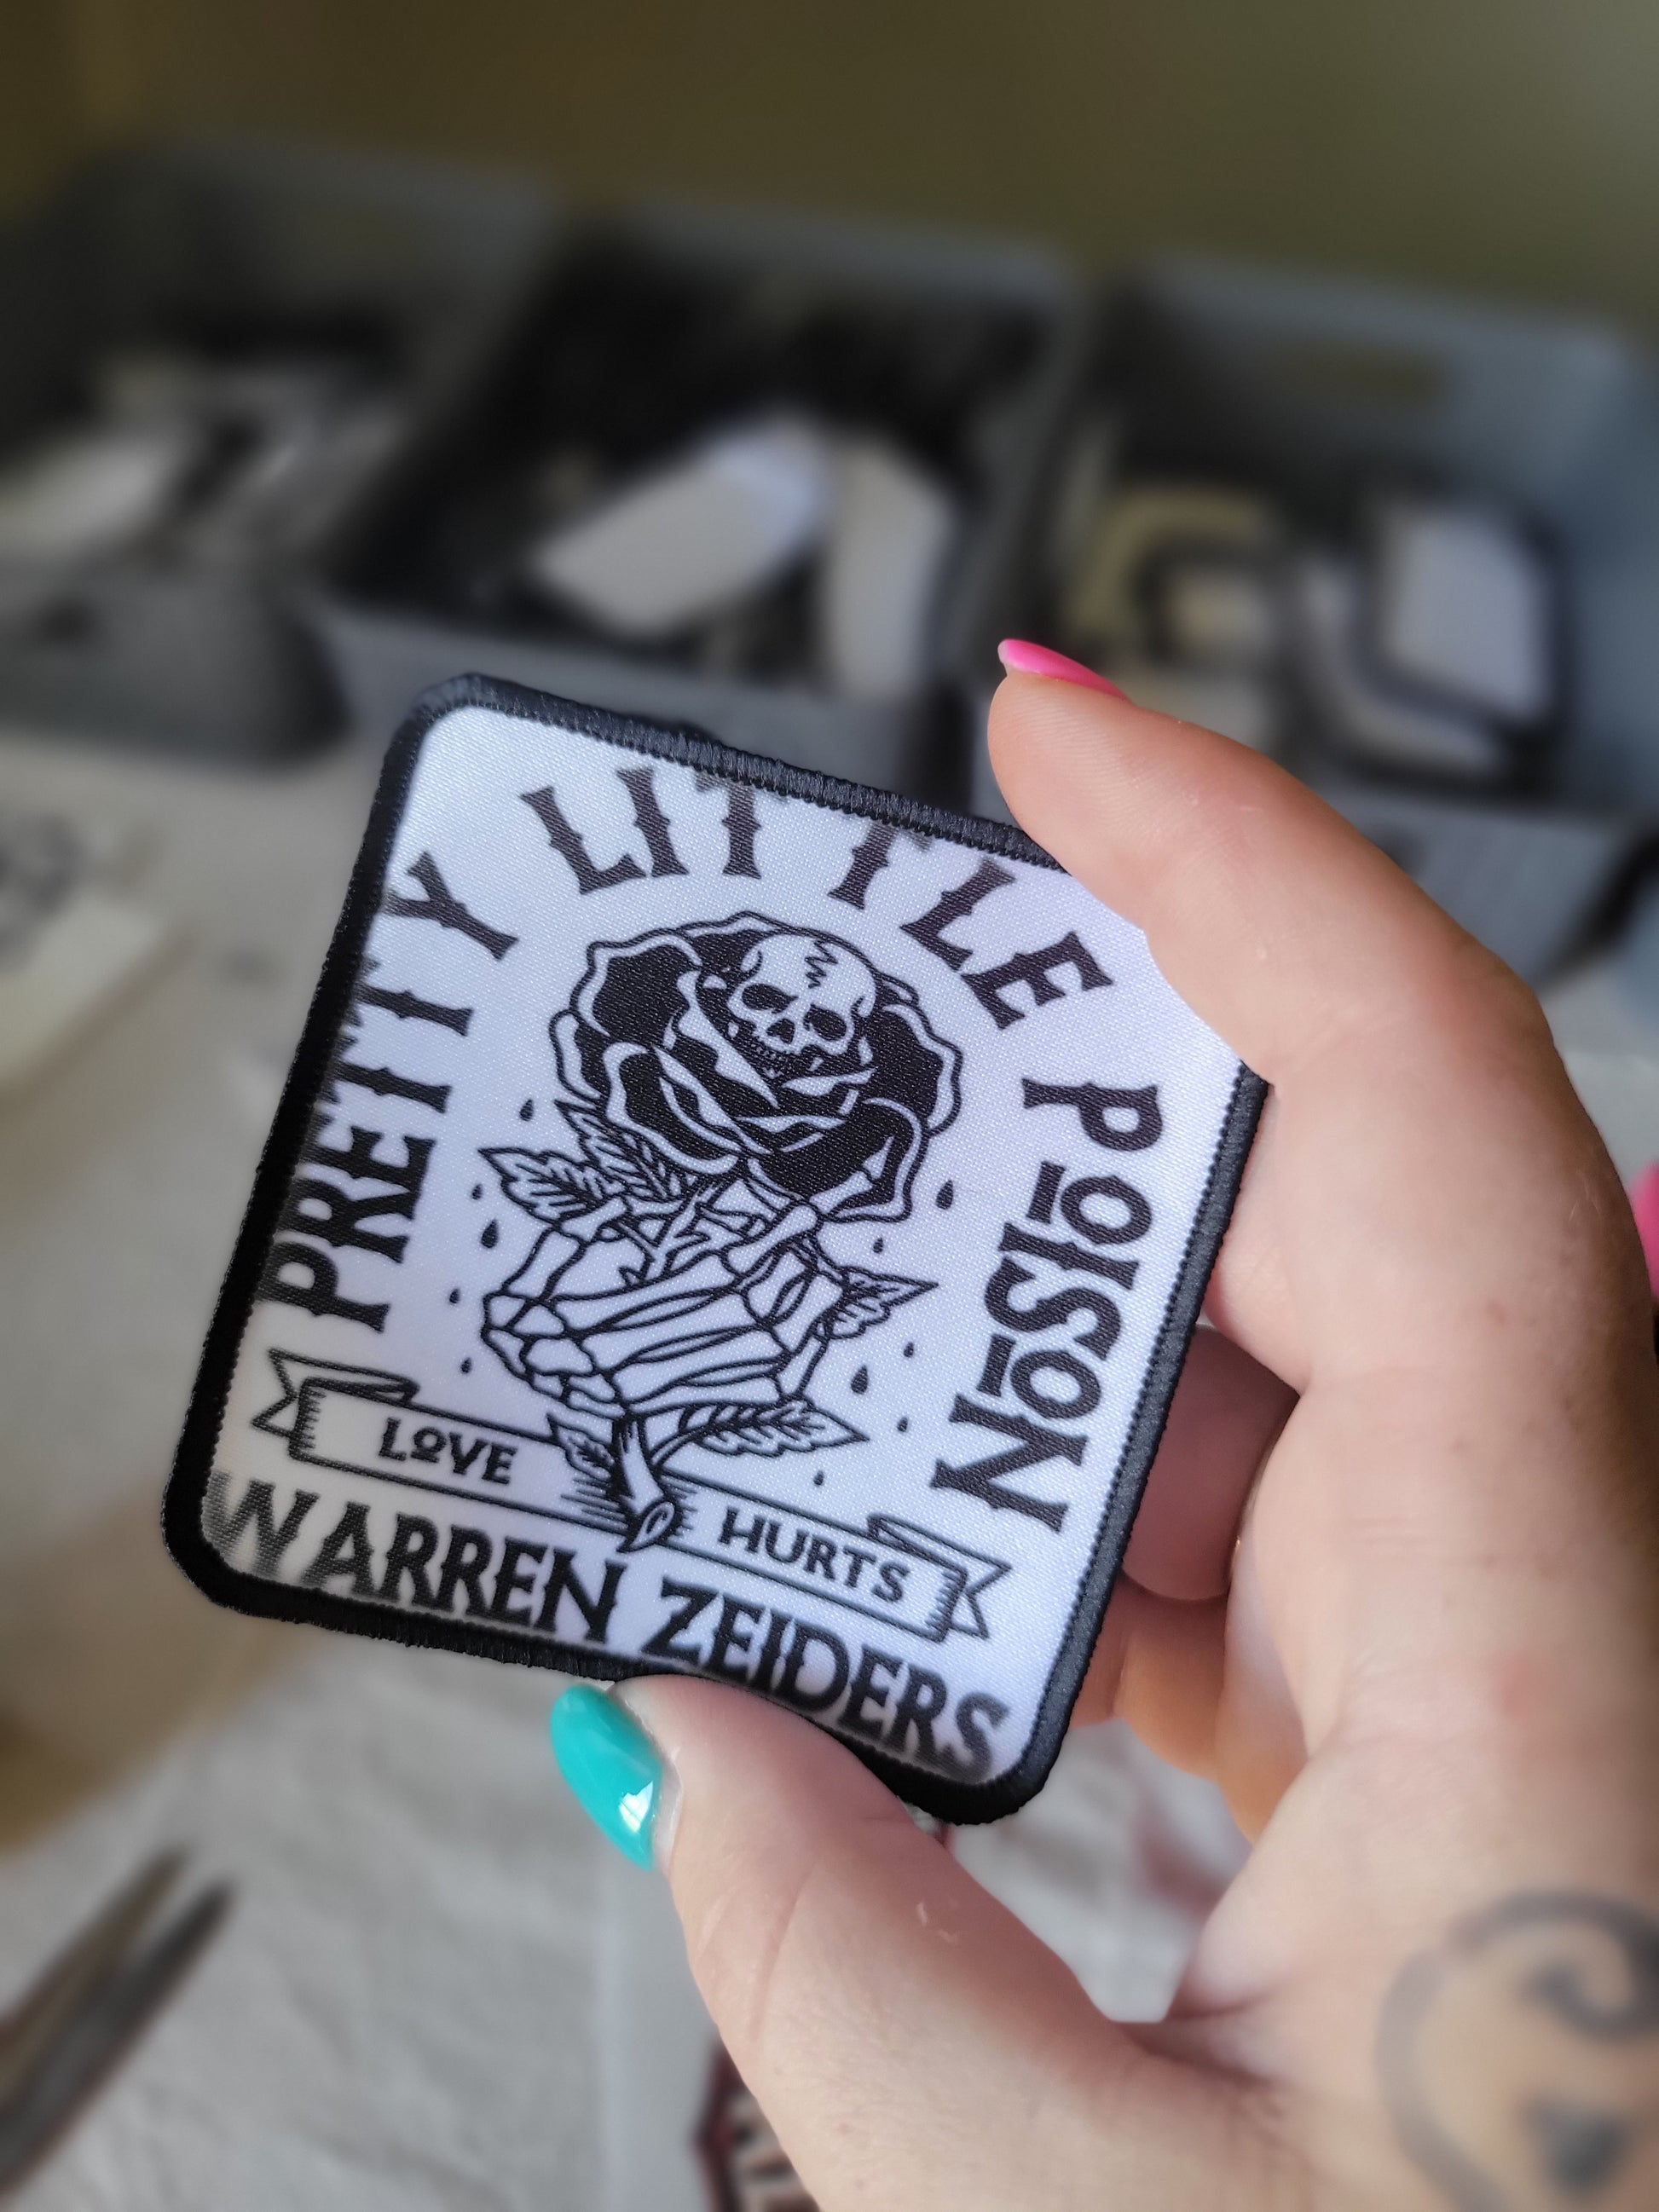 PRETTY LITTLE POISON
LOVE HURTS
WARREN ZEIDERS